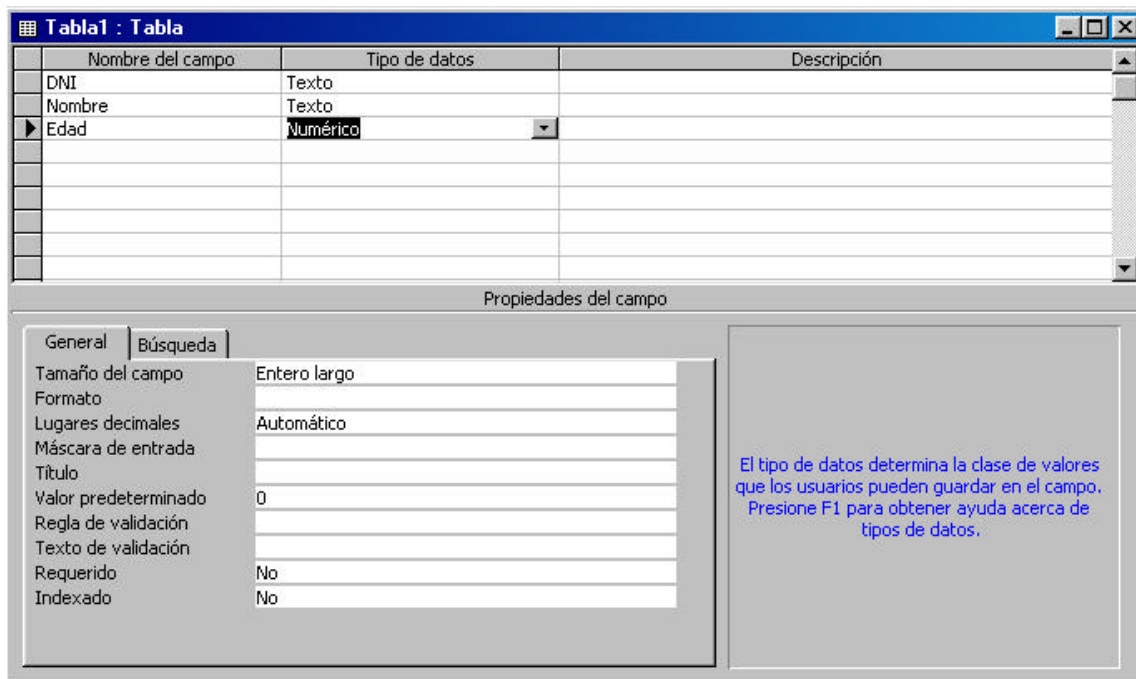 Tabla1 : Tabla
Nombre del campo Tipo de datos Descripción
DNI Texto
Nombre Texto
Edad Numérico
Propiedades del campo
General Búsqueda
Tamaño del campo Entero largo
Formato
Lugares decimales Automático
Máscara de entrada
Título
Valor predeterminado 0
Regla de validación
Texto de validación
Requerido No
Indexado No
El tipo de datos determina la clase de valores
que los usuarios pueden guardar en el campo.
Presione F1 para obtener ayuda acerca de
tipos de datos.